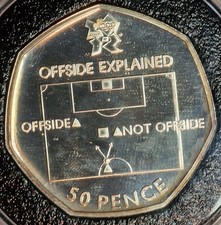 OFFSIDE EXPLAINED
OFFSIDE NOT OFFSIDE
50 PENCE